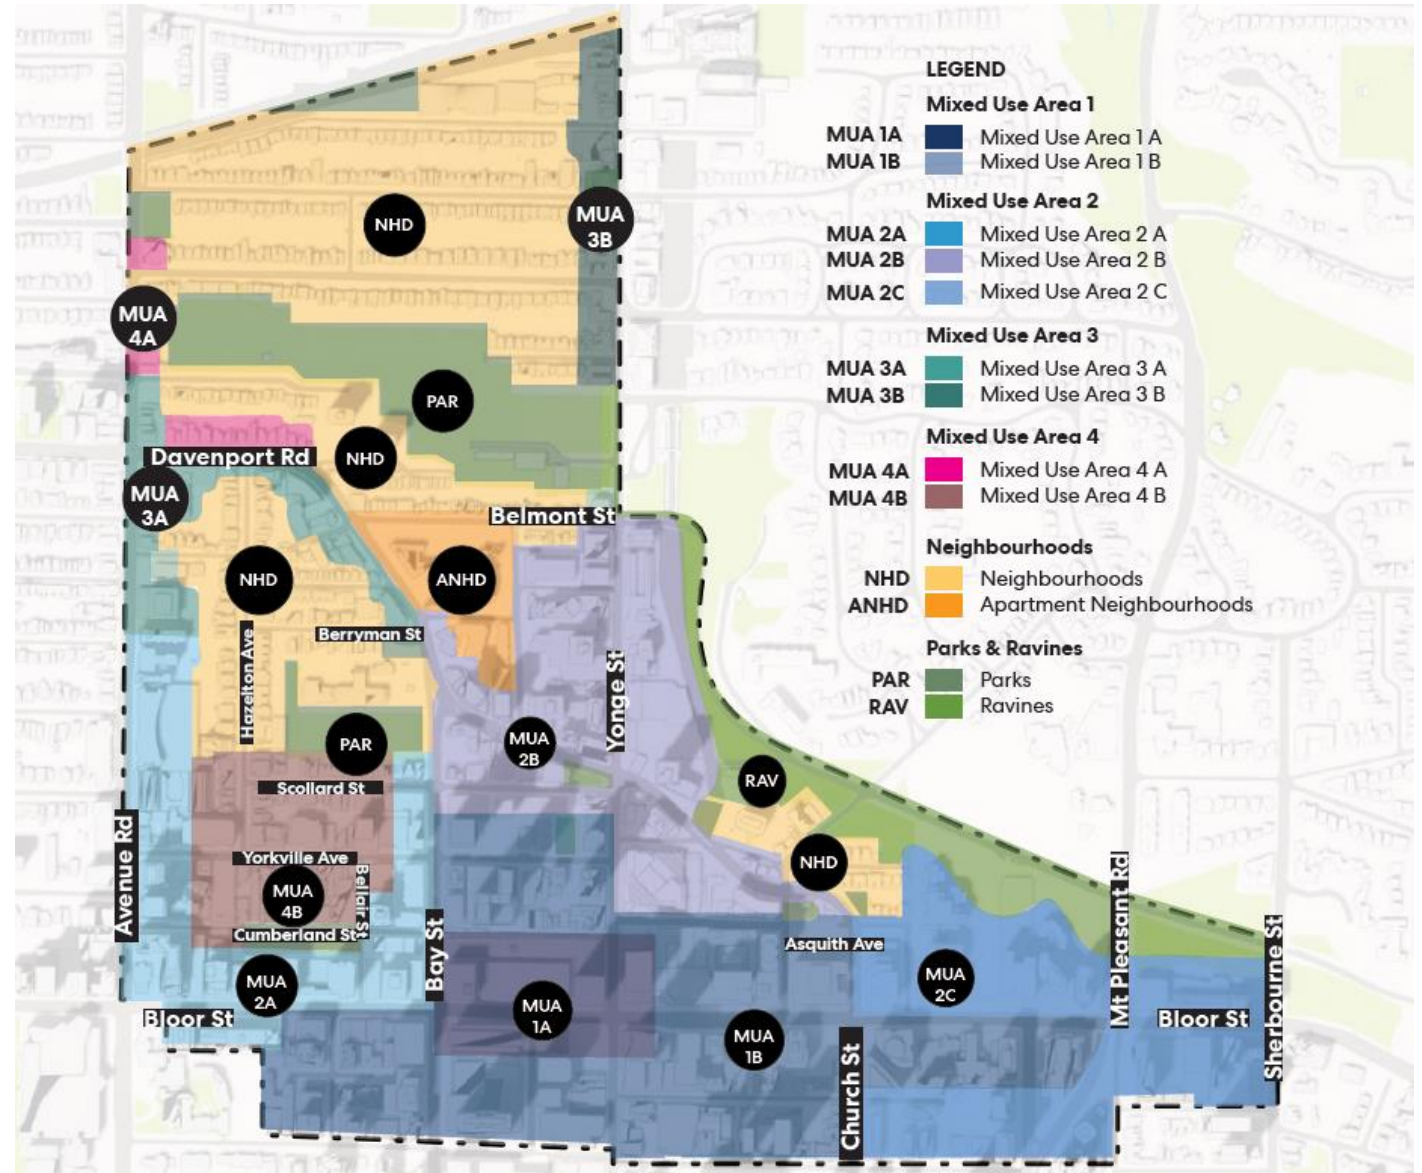 LEGEND
Mixed Use Area 1
MUA 1A Mixed Use Area 1 A
MUA 1B Mixed Use Area 1 B
Mixed Use Area 2
MUA 2A Mixed Use Area 2 A
MUA 2B Mixed Use Area 2 B
MUA 2C Mixed Use Area 2 C
Mixed Use Area 3
MUA 3A Mixed Use Area 3 A
MUA 3B Mixed Use Area 3 B
Mixed Use Area 4
MUA 4A Mixed Use Area 4 A
MUA 4B Mixed Use Area 4 B
Neighbourhoods
NHD Neighbourhoods
ANHD Apartment Neighbourhoods
Parks & Ravines
PAR Parks
RAV Ravines
NHD
MUA
3B
MUA
4A
PAR
Davenport Rd
NHD
MUA
3A
Belmont St
NHD
ANHD
Berryman St
Hazelton Ave
Yonge St
PAR
MUA
2B
Scollard St
RAV
Avenue Rd
Yorkville Ave
Bellair St
NHD
MUA
4B
Cumberland St
Bay St
Asquith Ave
Mt Pleasant Rd
Sherbourne St
MUA
2A
MUA
2C
Bloor St
MUA
1A
Bloor St
MUA
1B
Church St